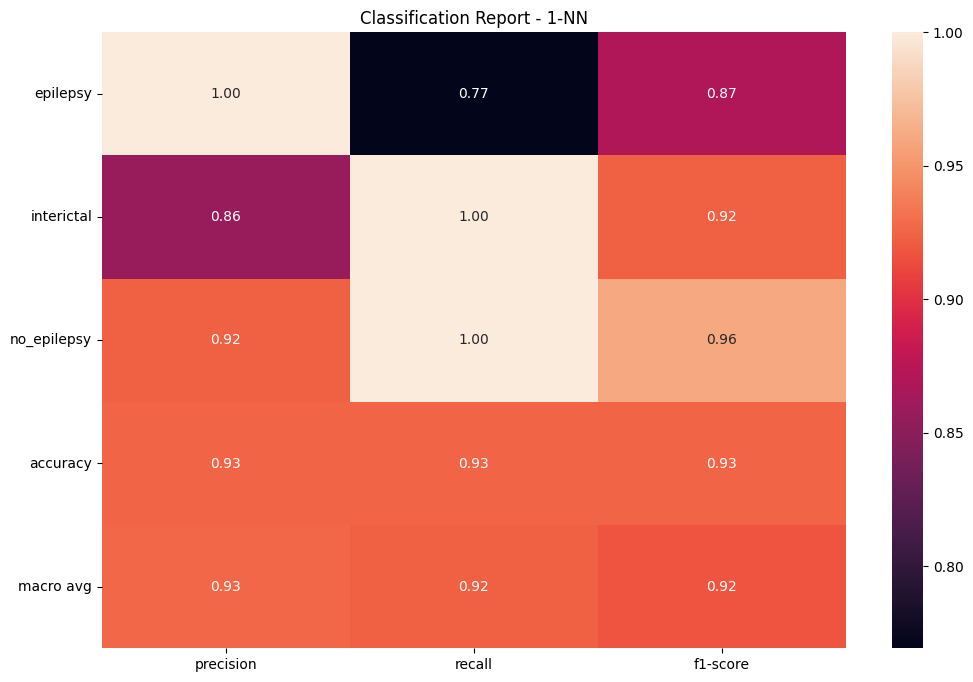 Classification Report - 1-NN
epilepsy 1.00 0.77 0.87
interictal 0.86 1.00 0.92
no_epilepsy 0.92 1.00 0.96
accuracy 0.93 0.93 0.93
macro avg 0.93 0.92 0.92
precision recall f1-score
1.00
0.95
0.90
0.85
0.80